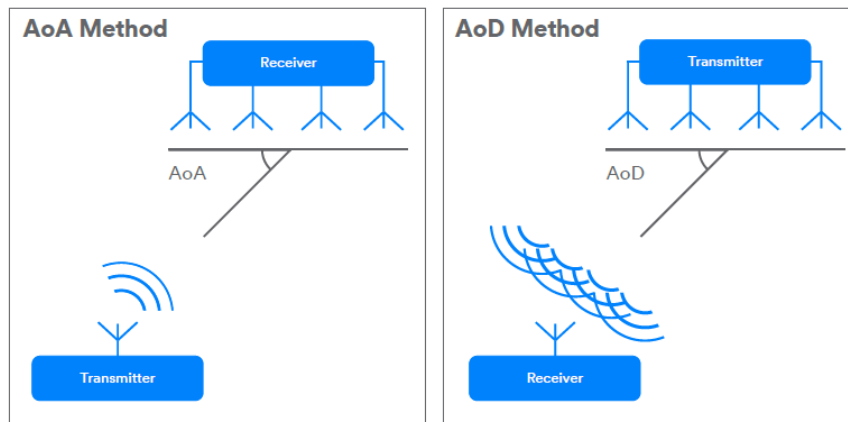 AoA Method
Receiver
AoA
Transmitter
AoD Method
Transmitter
AoD
Receiver